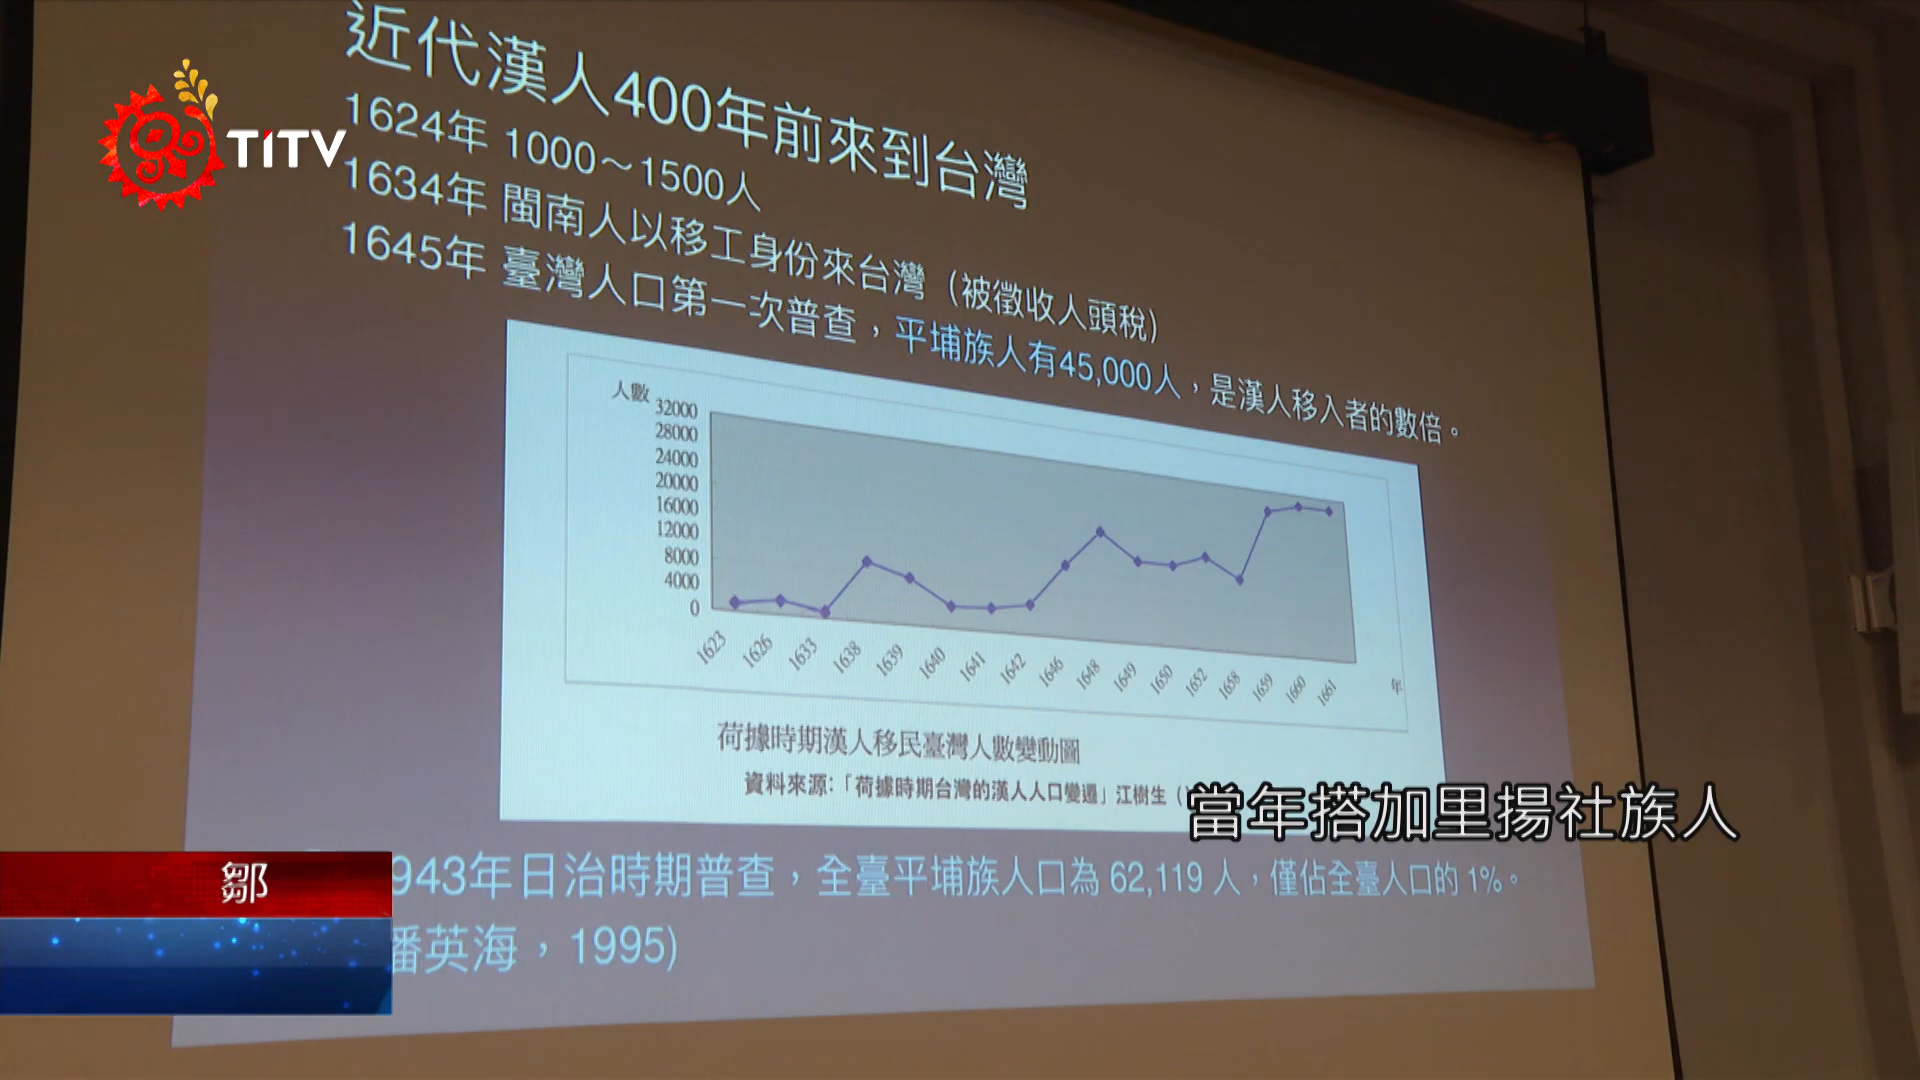 近代漢人400年前來到台灣
1624年 1000～1500人
1634年 閩南人以移工身份來台灣（被徵收人頭稅）
1645年 臺灣人口第一次普查，平埔族人有45,000人，是漢人移入者的數倍。
TITV
人數
32000
28000
24000
20000
16000
12000
8000
4000
0
1623 1626 1633 1638 1639 1640 1641 1642 1646 1648 1649 1650 1652 1658 1659 1660 1661 年
荷據時期漢人移民臺灣人數變動圖
資料來源:「荷據時期台灣的漢人人口變遷」江樹生（
當年搭加里揚社族人
鄒
943年日治時期普查，全臺平埔族人口為 62,119 人，僅佔全臺人口的 1%。
潘英海，1995)